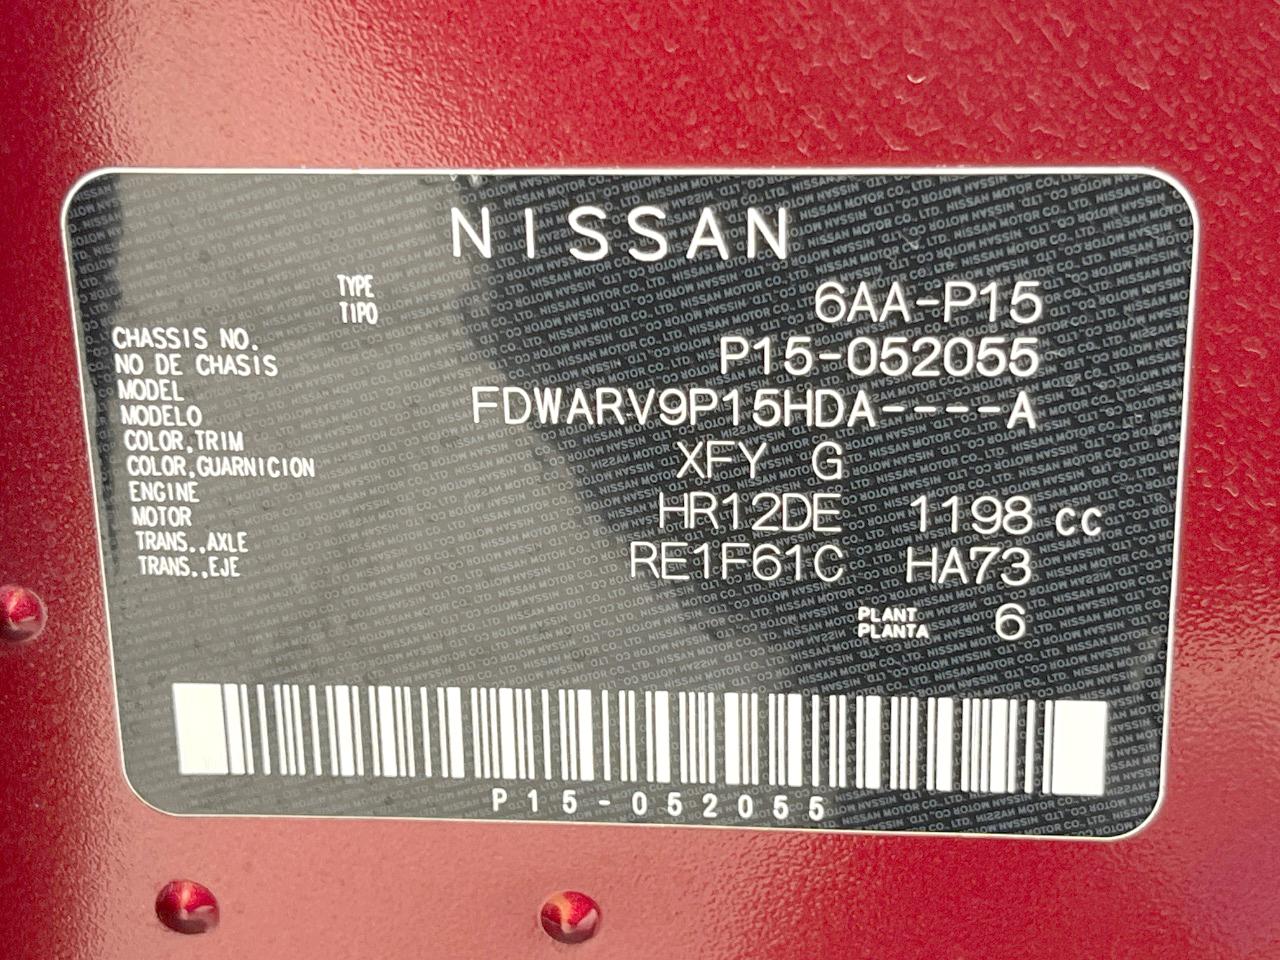 NISSAN
TYPE
TIPO 6AA-P15
CHASSIS NO.
NO DE CHASIS P15-052055
MODEL
MODELO FDWARV9P15HDA----A
COLOR,TRIM
COLOR,GUARNICION XFY G
ENGINE
MOTOR HR12DE 1198 cc
TRANS.,AXLE
TRANS.,EJE RE1F61C HA73
PLANT
PLANTA 6
P15-052055